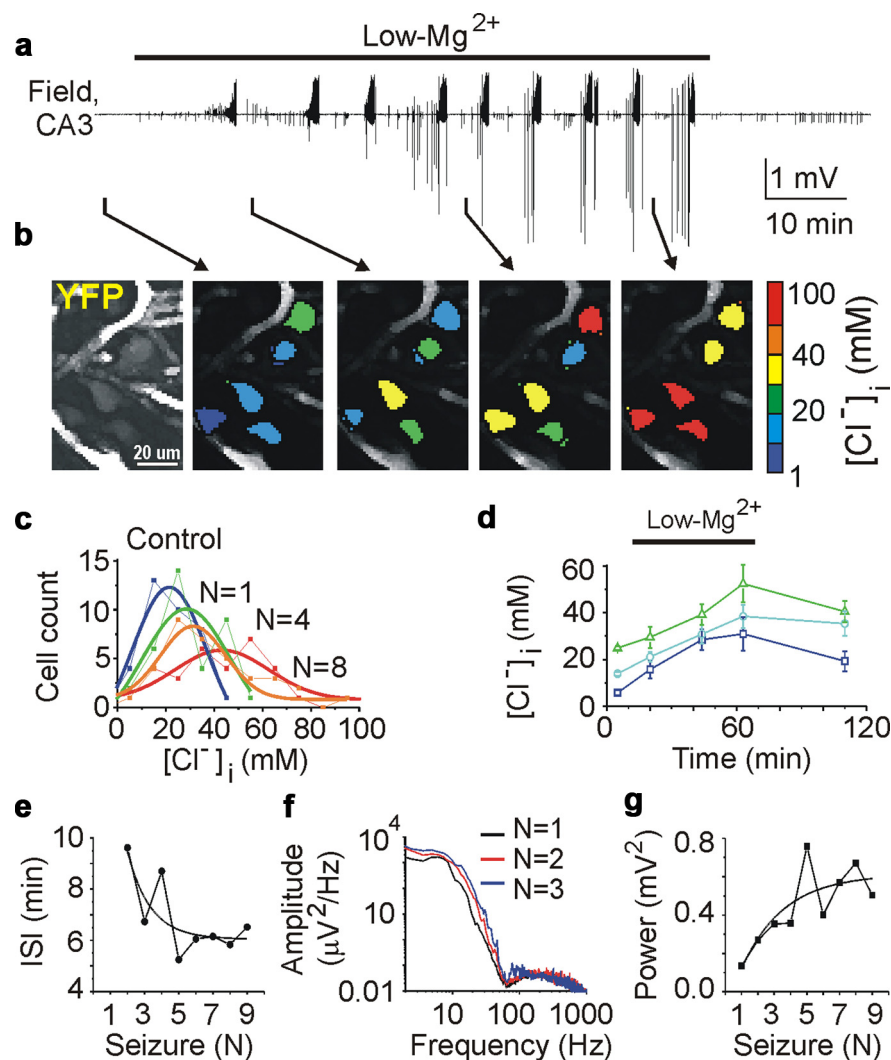 a
Low-Mg2+
Field,
CA3
1 mV
10 min
b
YFP
20 um
100
40
20
1
[Cl-]i (mM)
c
Control
N=1
N=4
N=8
Cell count
15
10
5
0
0 20 40 60 80 100
[Cl-]i (mM)
d
Low-Mg2+
[Cl-]i (mM)
60
40
20
0
0 60 120
Time (min)
e
ISI (min)
10
9
8
7
6
5
1 3 5 7 9
Seizure (N)
f
Amplitude
(µV2/Hz)
10^4
10
0.01
10 100 1000
Frequency (Hz)
N=1
N=2
N=3
g
Power (mV2)
0.8
0.4
0.0
1 3 5 7 9
Seizure (N)